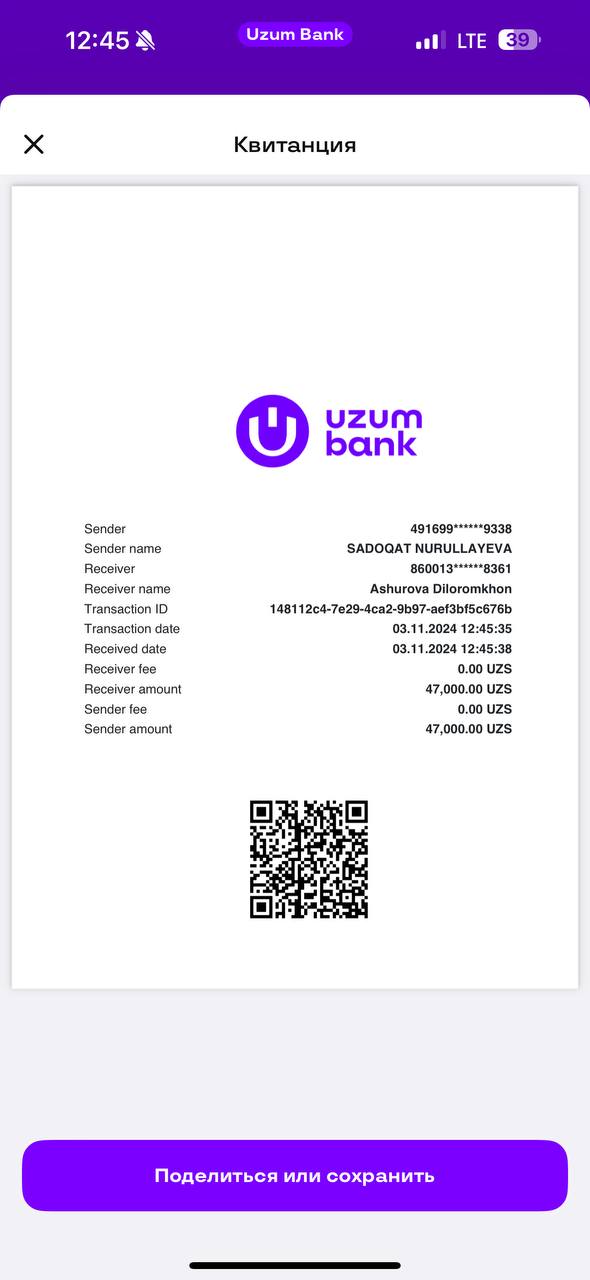 12:45
Uzum Bank
LTE
39
Квитанция
uzum
bank
Sender 491699******9338
Sender name SADOQAT NURULLAYEVA
Receiver 860013******8361
Receiver name Ashurova Diloromkhon
Transaction ID 148112c4-7e29-4ca2-9b97-aef3bf5c676b
Transaction date 03.11.2024 12:45:35
Received date 03.11.2024 12:45:38
Receiver fee 0.00 UZS
Receiver amount 47,000.00 UZS
Sender fee 0.00 UZS
Sender amount 47,000.00 UZS
Поделиться или сохранить